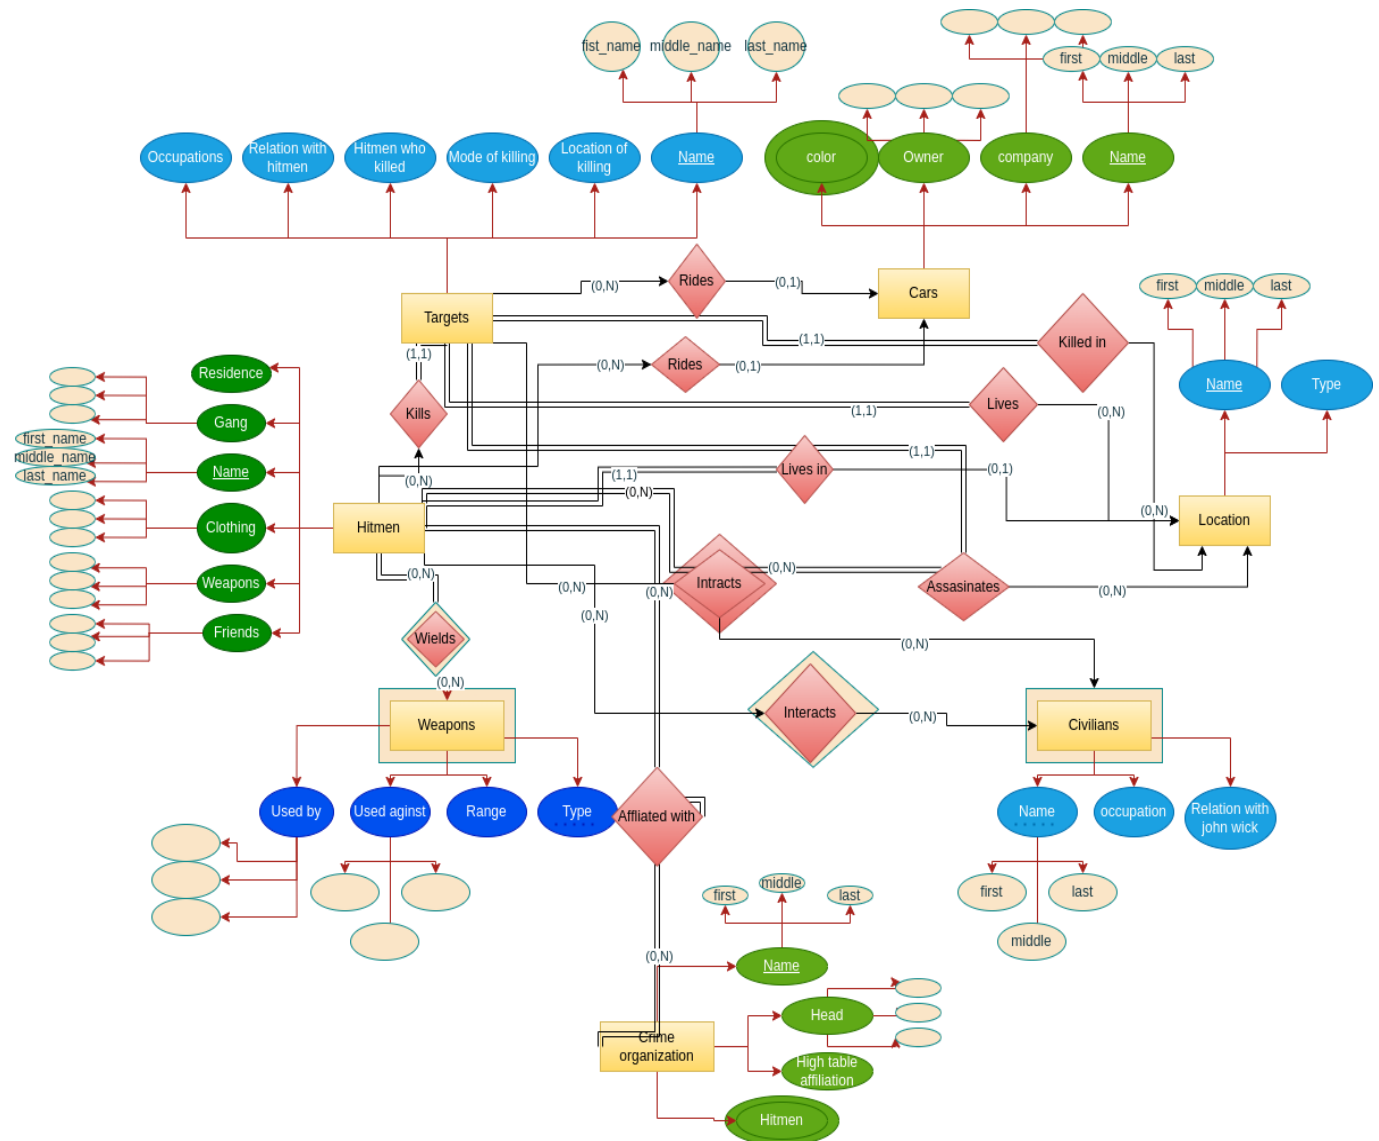 fist_name
middle_name
last_name
first
middle
last
Occupations
Relation with
hitmen
Hitmen who
killed
Mode of killing
Location of
killing
Name
color
Owner
company
Name
Rides
(0,N)
(0,1)
Cars
first
middle
last
Targets
(1,1)
Killed in
(1,1)
Rides
(0,N)
(0,1)
Residence
Name
Type
Kills
Lives
(1,1)
(0,N)
Gang
first_name
middle_name
last_name
Name
(1,1)
Lives in
(0,1)
(1,1)
(0,N)
(0,N)
(0,N)
Clothing
Hitmen
Location
Weapons
(0,N)
(0,N)
(0,N)
Intracts
(0,N)
Assasinates
(0,N)
(0,N)
Friends
Wields
(0,N)
(0,N)
Weapons
Interacts
(0,N)
Civilians
Used by
Used aginst
Range
Type
Affliated with
Name
occupation
Relation with
john wick
first
middle
last
first
last
middle
(0,N)
Name
Head
Crime
organization
High table
affiliation
Hitmen